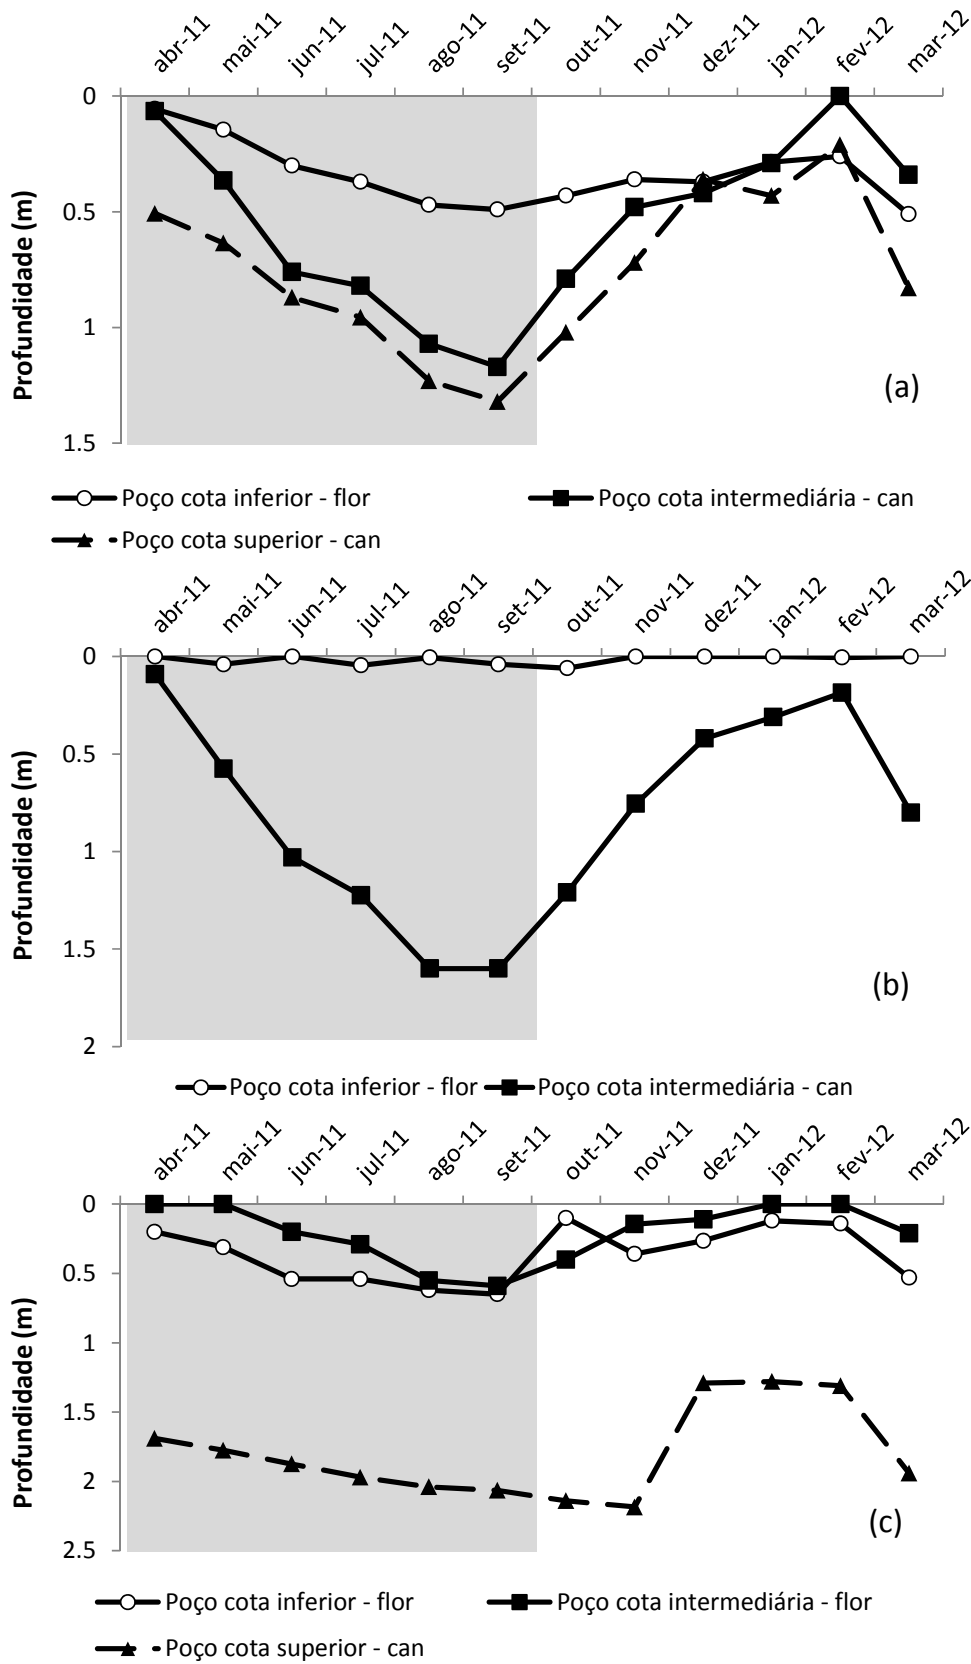 abr-11 mai-11 jun-11 jul-11 ago-11 set-11 out-11 nov-11 dez-11 jan-12 fev-12 mar-12
0
0.5
1
1.5
Profundidade (m)
(a)
Poço cota inferior - flor Poço cota intermediária - can
Poço cota superior - can
abr-11 mai-11 jun-11 jul-11 ago-11 set-11 out-11 nov-11 dez-11 jan-12 fev-12 mar-12
0
0.5
1
1.5
2
Profundidade (m)
(b)
Poço cota inferior - flor Poço cota intermediária - can
abr-11 mai-11 jun-11 jul-11 ago-11 set-11 out-11 nov-11 dez-11 jan-12 fev-12 mar-12
0
0.5
1
1.5
2
2.5
Profundidade (m)
(c)
Poço cota inferior - flor Poço cota intermediária - flor
Poço cota superior - can